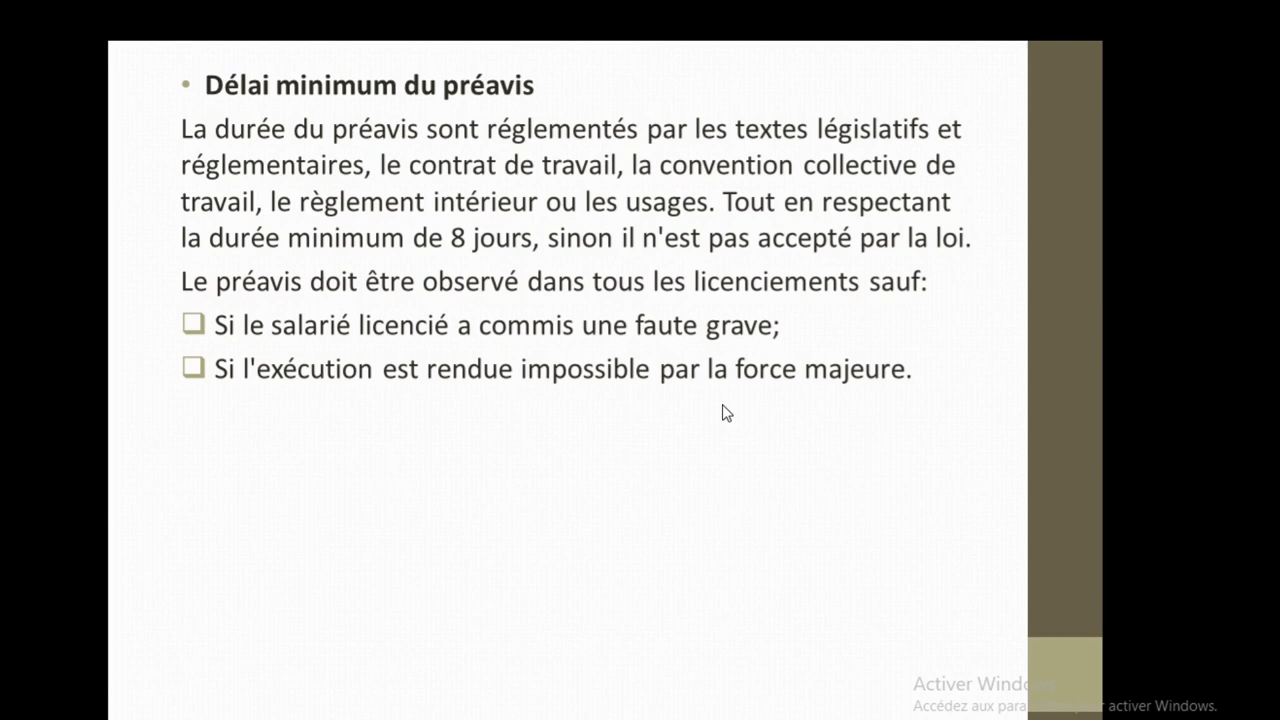 • Délai minimum du préavis
La durée du préavis sont réglementés par les textes législatifs et
réglementaires, le contrat de travail, la convention collective de
travail, le règlement intérieur ou les usages. Tout en respectant
la durée minimum de 8 jours, sinon il n'est pas accepté par la loi.
Le préavis doit être observé dans tous les licenciements sauf:
❑ Si le salarié licencié a commis une faute grave;
❑ Si l'exécution est rendue impossible par la force majeure.
Activer Windows
Accédez aux para r activer Windows.